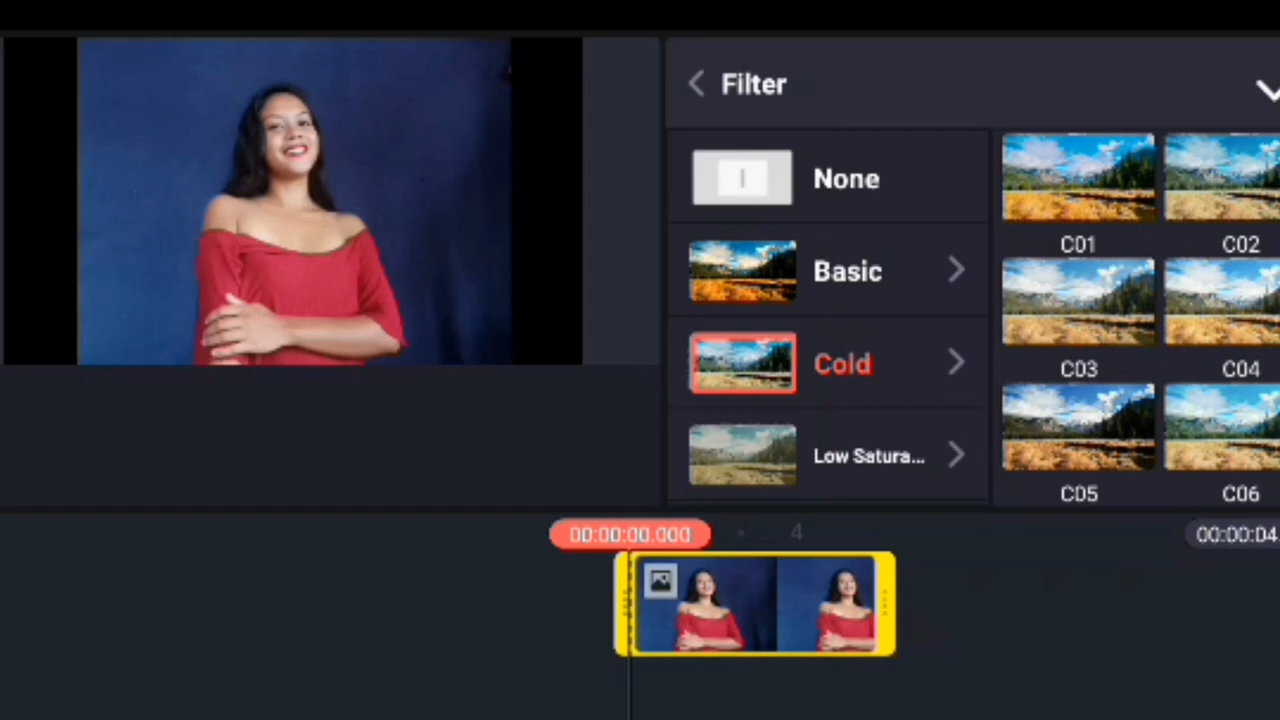 Filter
None
Basic
Cold
Low Satura...
C01
C02
C03
C04
C05
C06
00:00:00.000
4
00:00:04